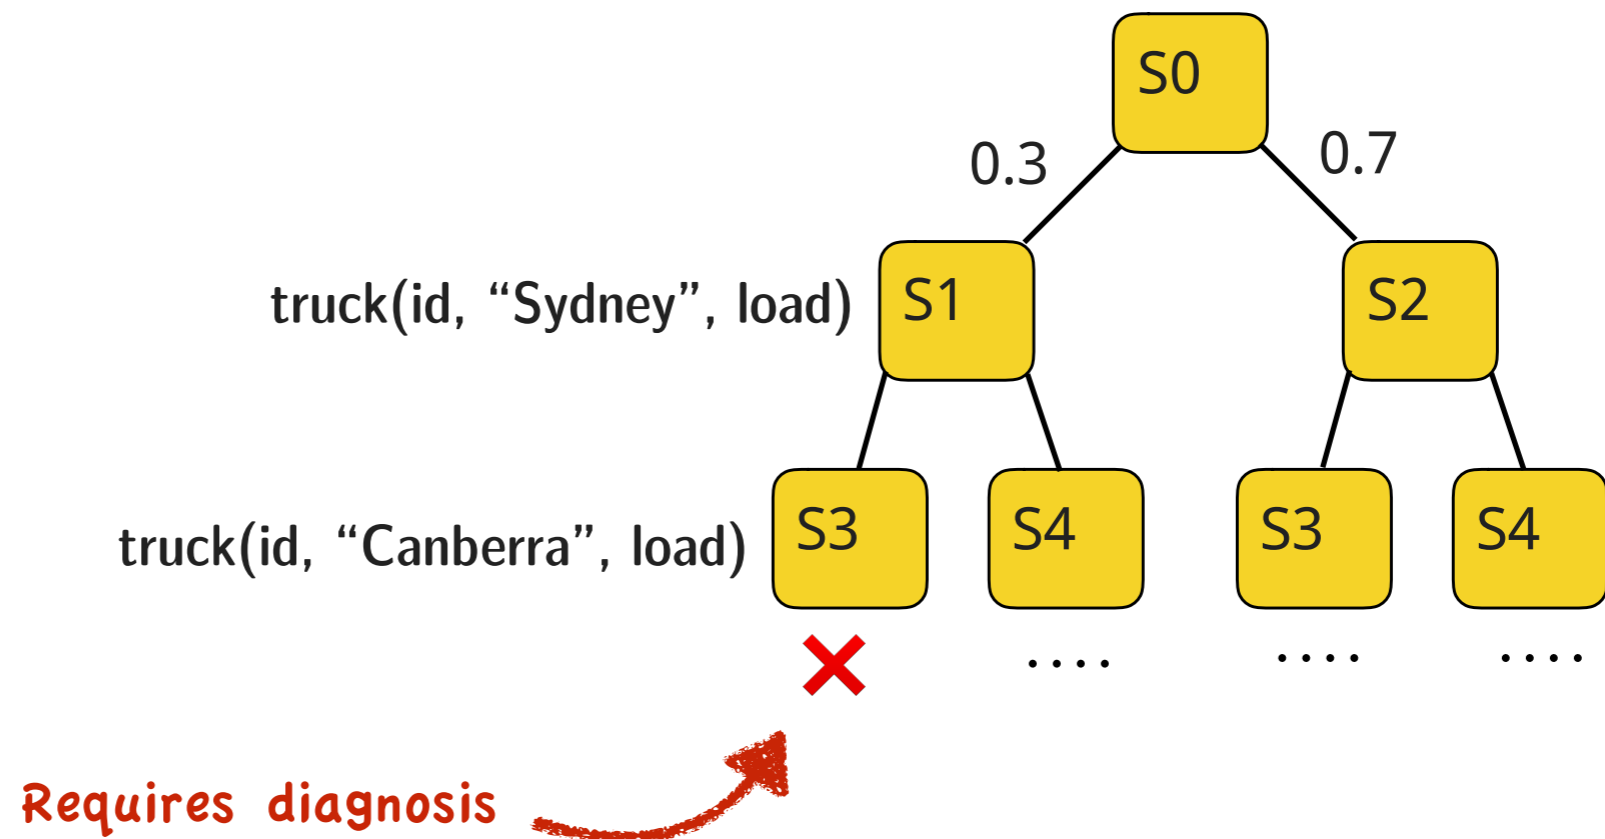 S0
0.3
0.7
truck(id, “Sydney”, load)
S1
S2
truck(id, “Canberra”, load)
S3
S4
S3
S4
....
....
....
Requires diagnosis